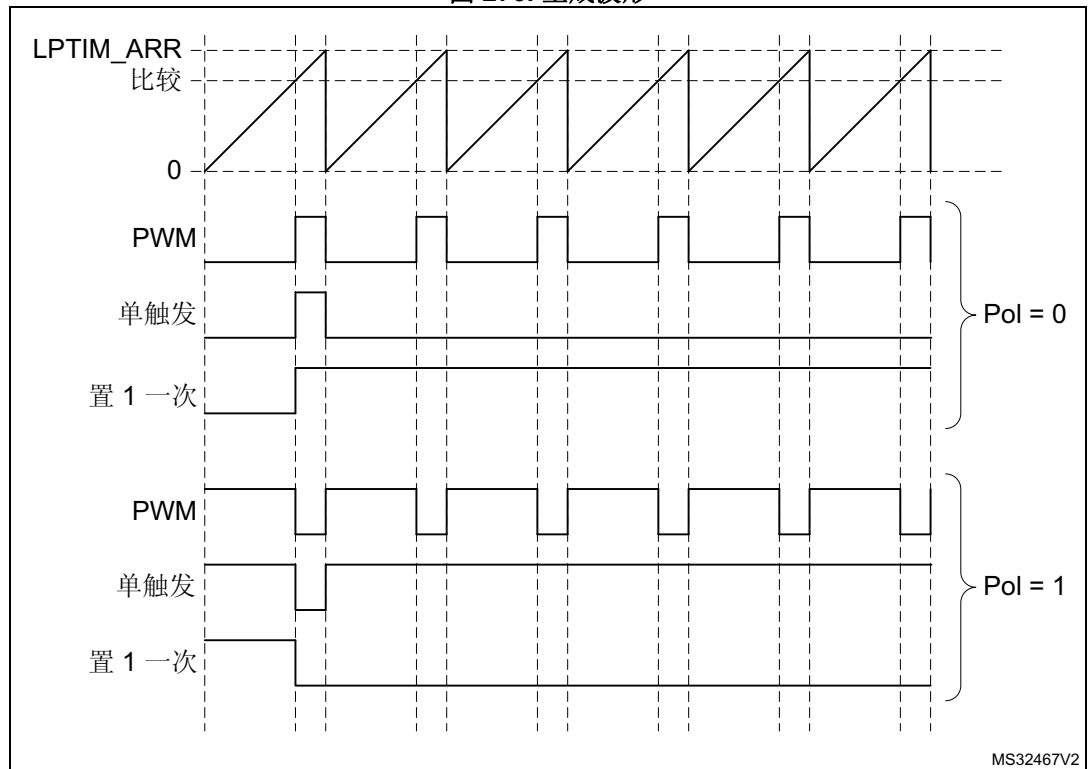 LPTIM_ARR
比较
0
PWM
单触发
置 1 一次
Pol = 0
PWM
单触发
置 1 一次
Pol = 1
MS32467V2